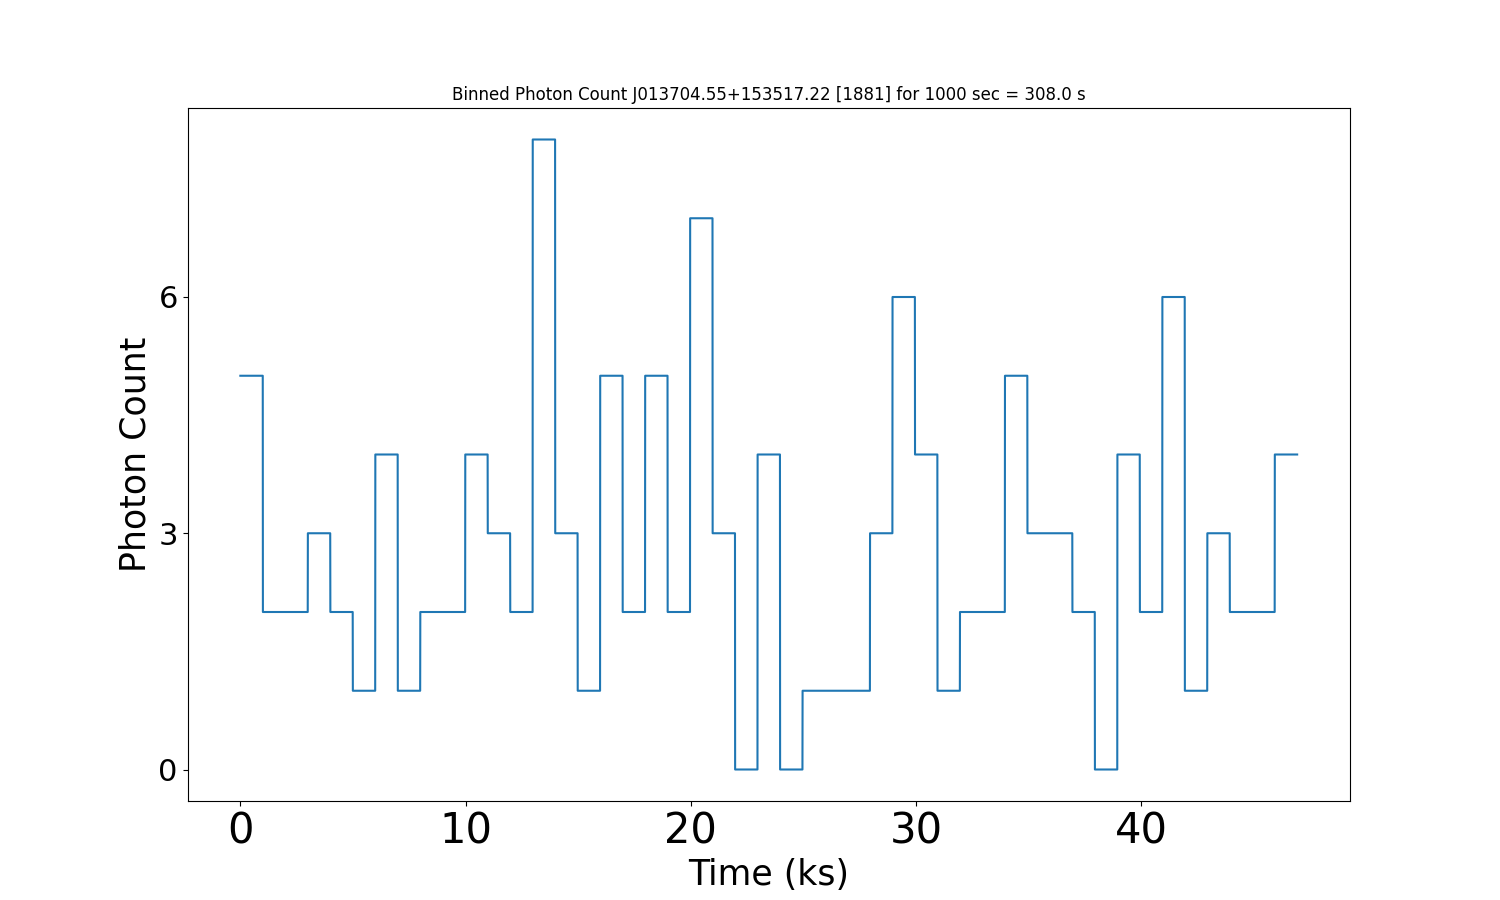 Binned Photon Count J013704.55+153517.22 [1881] for 1000 sec = 308.0 s
Photon Count
6
3
0
0 10 20 30 40
Time (ks)